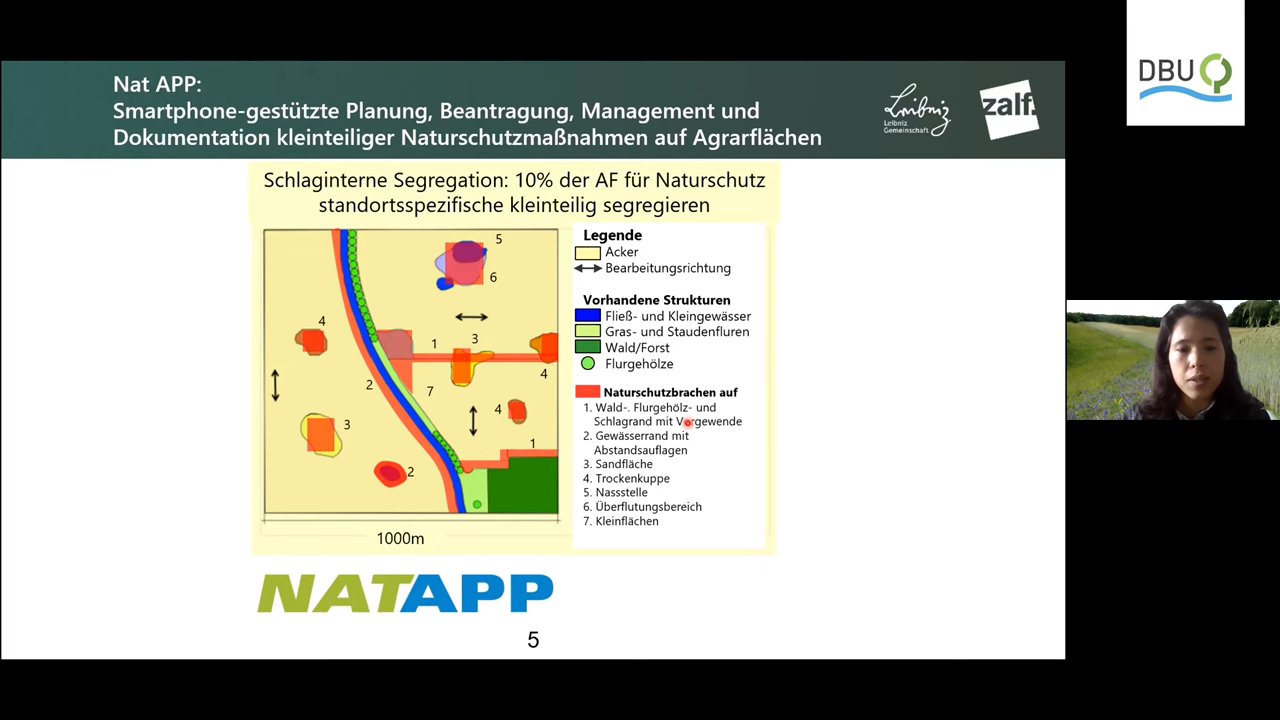 DBU
Nat APP:
Smartphone-gestützte Planung, Beantragung, Management und
Dokumentation kleinteiliger Naturschutzmaßnahmen auf Agrarflächen
Leibniz
Leibniz
Gemeinschaft
zalf.
Schlaginterne Segregation: 10% der AF für Naturschutz
standortsspezifische kleinteilig segregieren
5
6
4
1
3
4
2
7
4
3
1
2
1000m
Legende
Acker
Bearbeitungsrichtung
Vorhandene Strukturen
Fließ- und Kleingewässer
Gras- und Staudenfluren
Wald/Forst
Flurgehölze
Naturschutzbrachen auf
1. Wald-. Flurgehölz- und
Schlagrand mit Vorgewende
2. Gewässerrand mit
Abstandsauflagen
3. Sandfläche
4. Trockenkuppe
5. Nassstelle
6. Überflutungsbereich
7. Kleinflächen
NATAPP
5